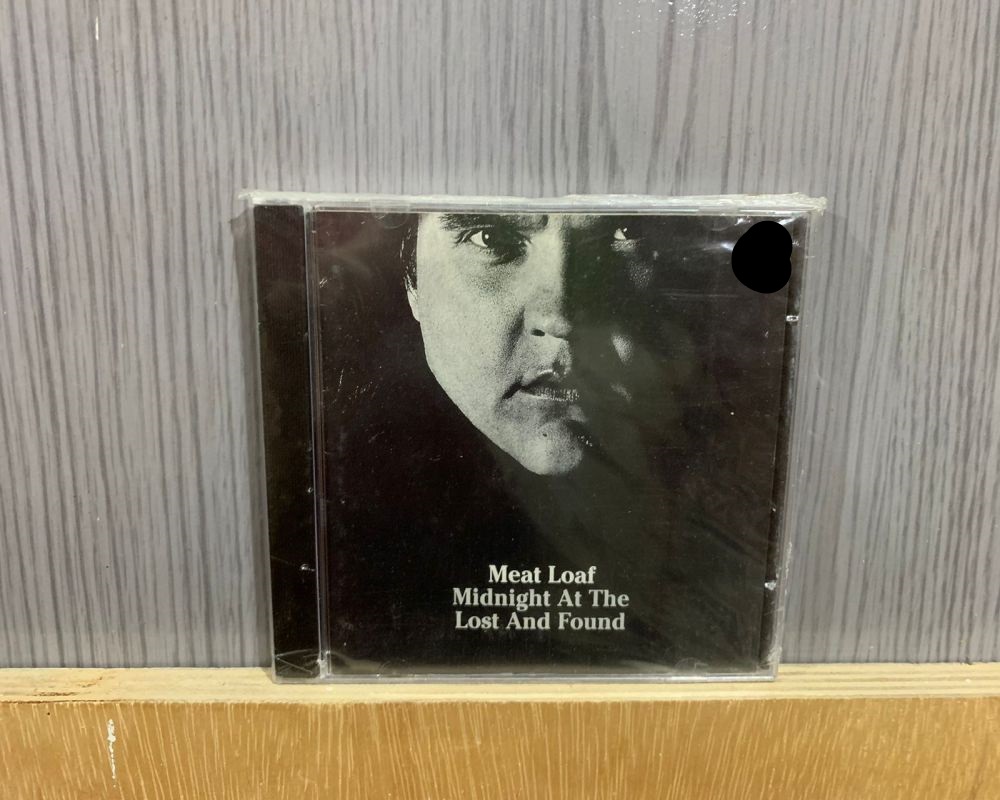 Meat Loaf
Midnight At The
Lost And Found